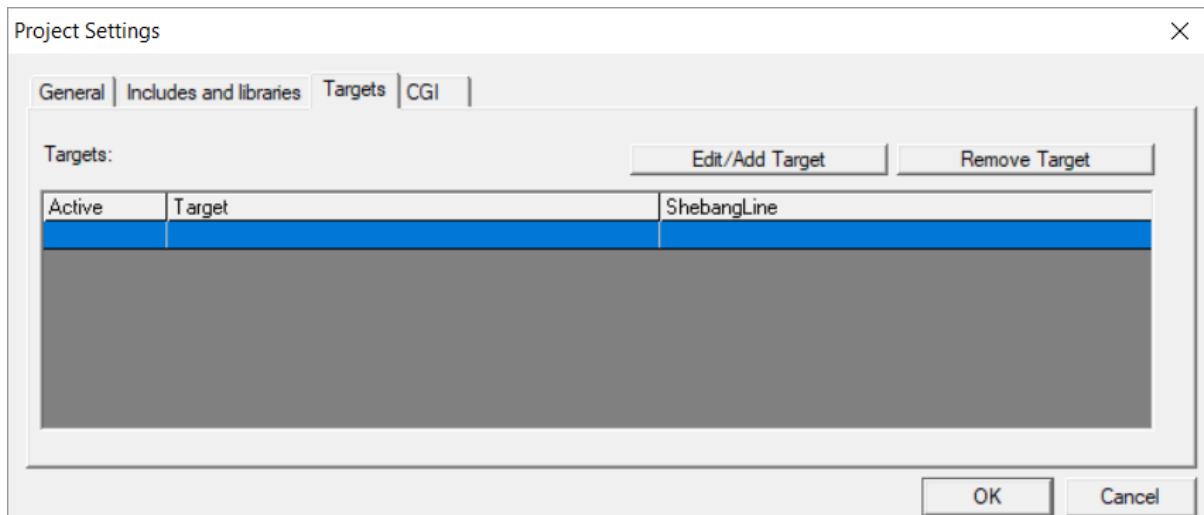 Project Settings
General Includes and libraries Targets CGI
Targets: Edit/Add Target Remove Target
Active Target ShebangLine
OK Cancel